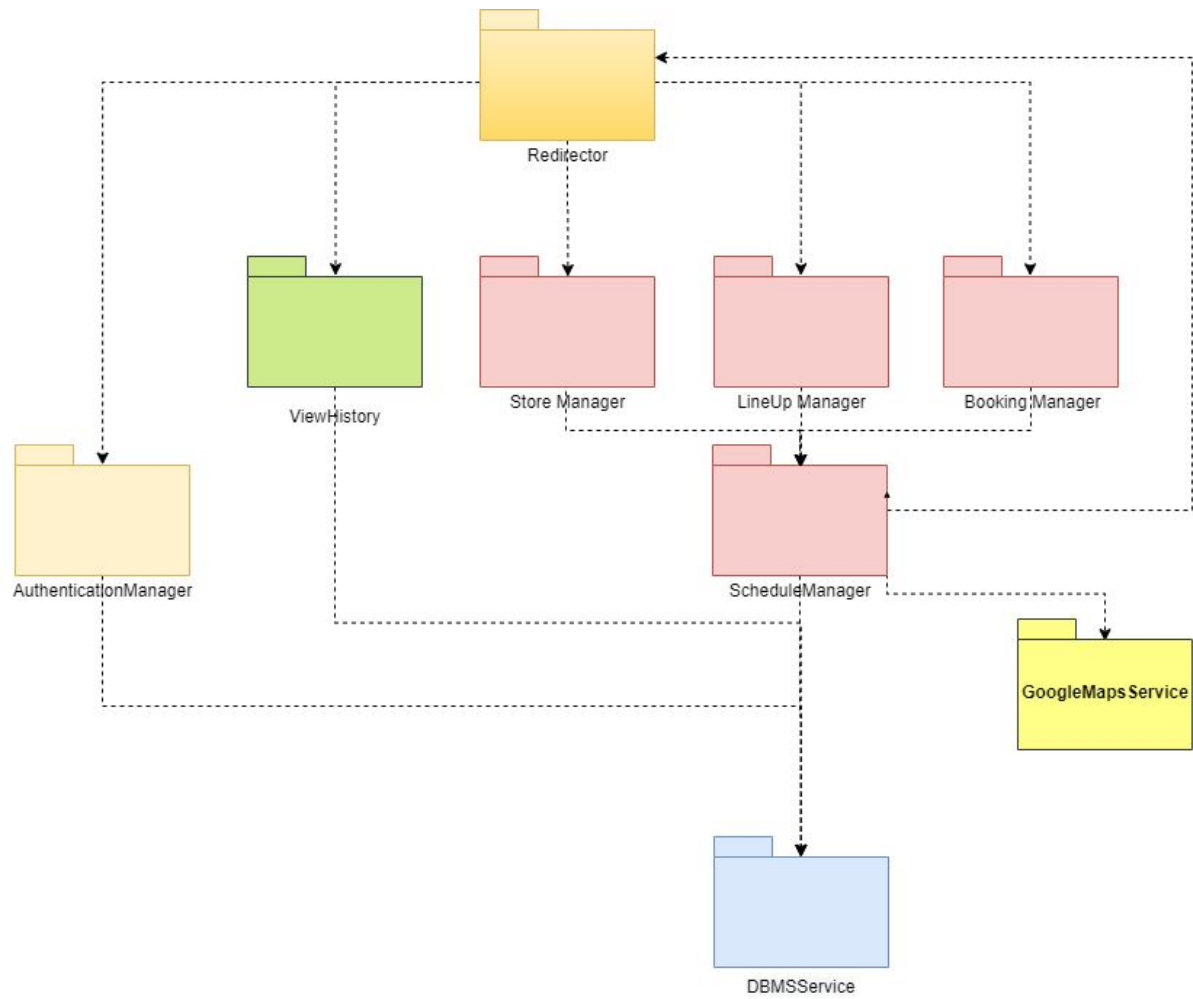 Redirector
ViewHistory
Store Manager
LineUp Manager
Booking Manager
AuthenticationManager
ScheduleManager
GoogleMapsService
DBMSService